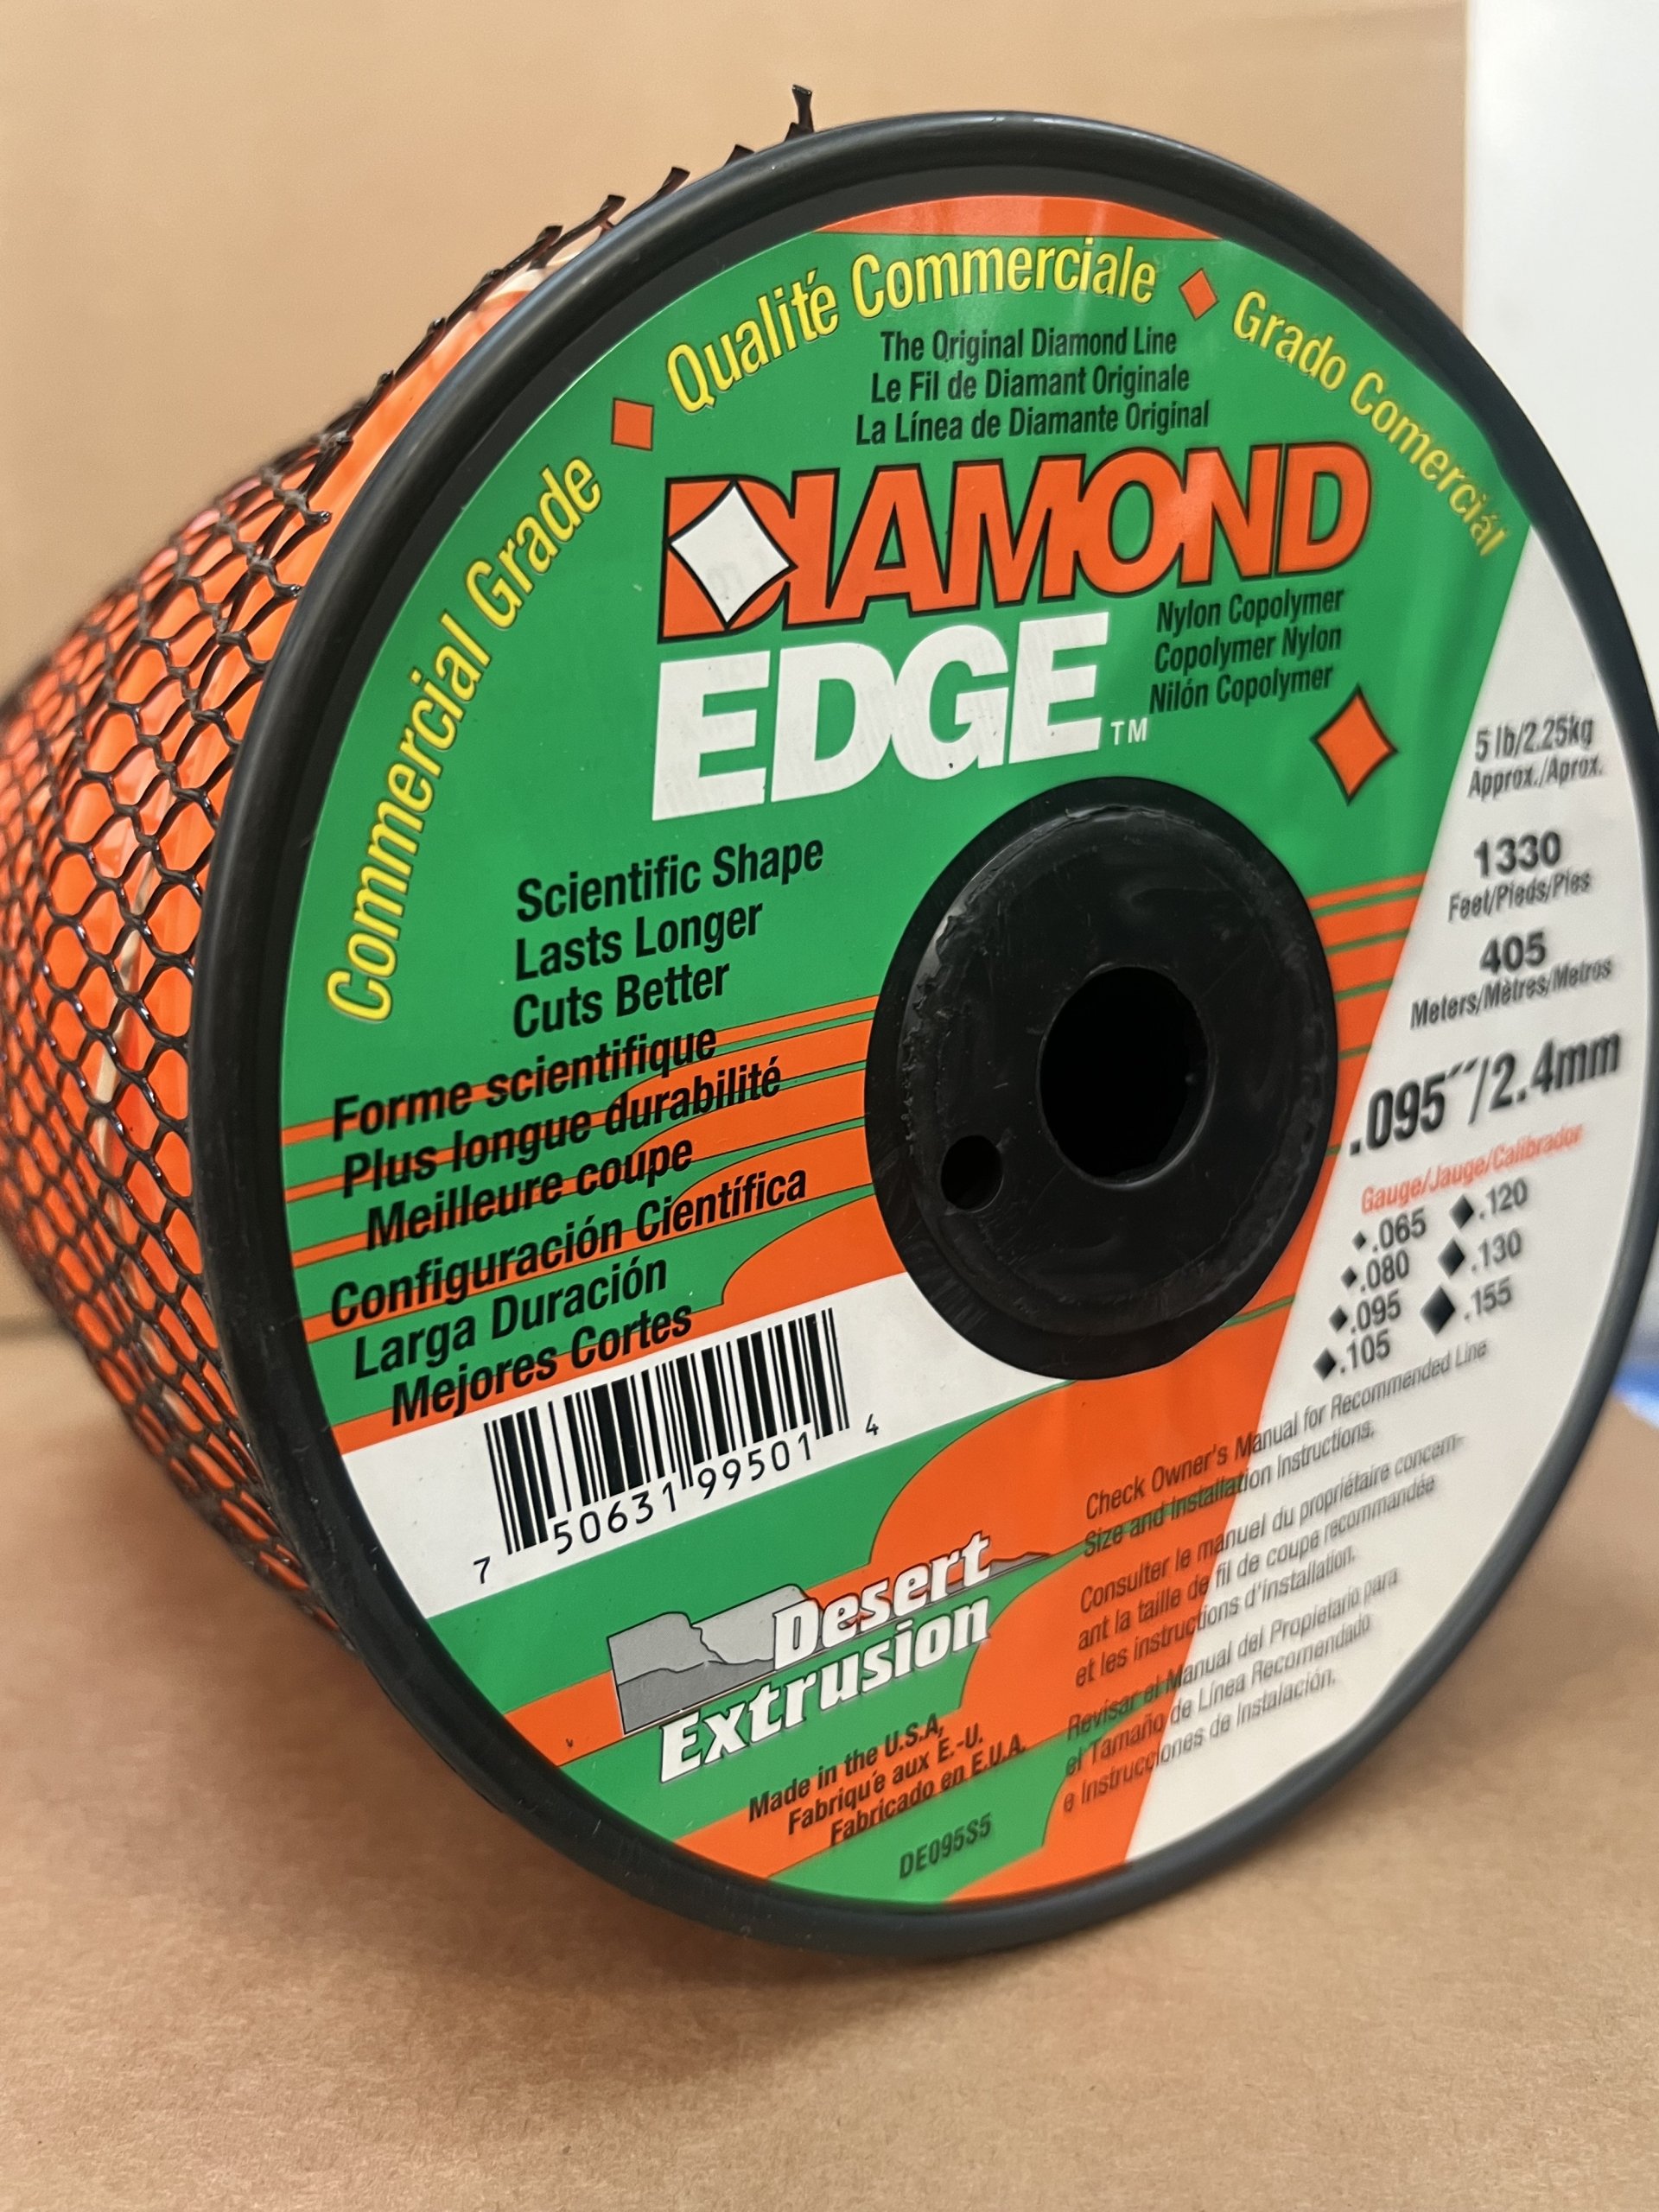 Commercial Grade ◆ Qualité Commerciale ◆ Grado Comerciál
The Original Diamond Line
Le Fil de Diamant Originale
La Línea de Diamante Original
DIAMOND
EDGE™
Nylon Copolymer
Copolymer Nylon
Nilón Copolymer
Scientific Shape
Lasts Longer
Cuts Better
Forme scientifique
Plus longue durabilité
Meilleure coupe
Configuración Científica
Larga Duración
Mejores Cortes
7 50631 99501 4
Desert
Extrusion
Made in the U.S.A.
Fabriqué aux E.-U.
Fabricado en E.U.A.
DE095S5
5 lb/2.25kg
Approx./Aprox.
1330
Feet/Pieds/Pies
405
Meters/Mètres/Metros
.095˝/2.4mm
Gauge/Jauge/Calibrador
◆.065 ◆.120
◆.080 ◆.130
◆.095 ◆.155
◆.105
Check Owner's Manual for Recommended Line
Size and Installation Instructions.
Consulter le manuel du propriétaire concern-
ant la taille de fil de coupe recommandée
et les instructions d'installation.
Revisar el Manual del Propietario para
el Tamaño de Línea Recomendado
e Instrucciones de Instalación.